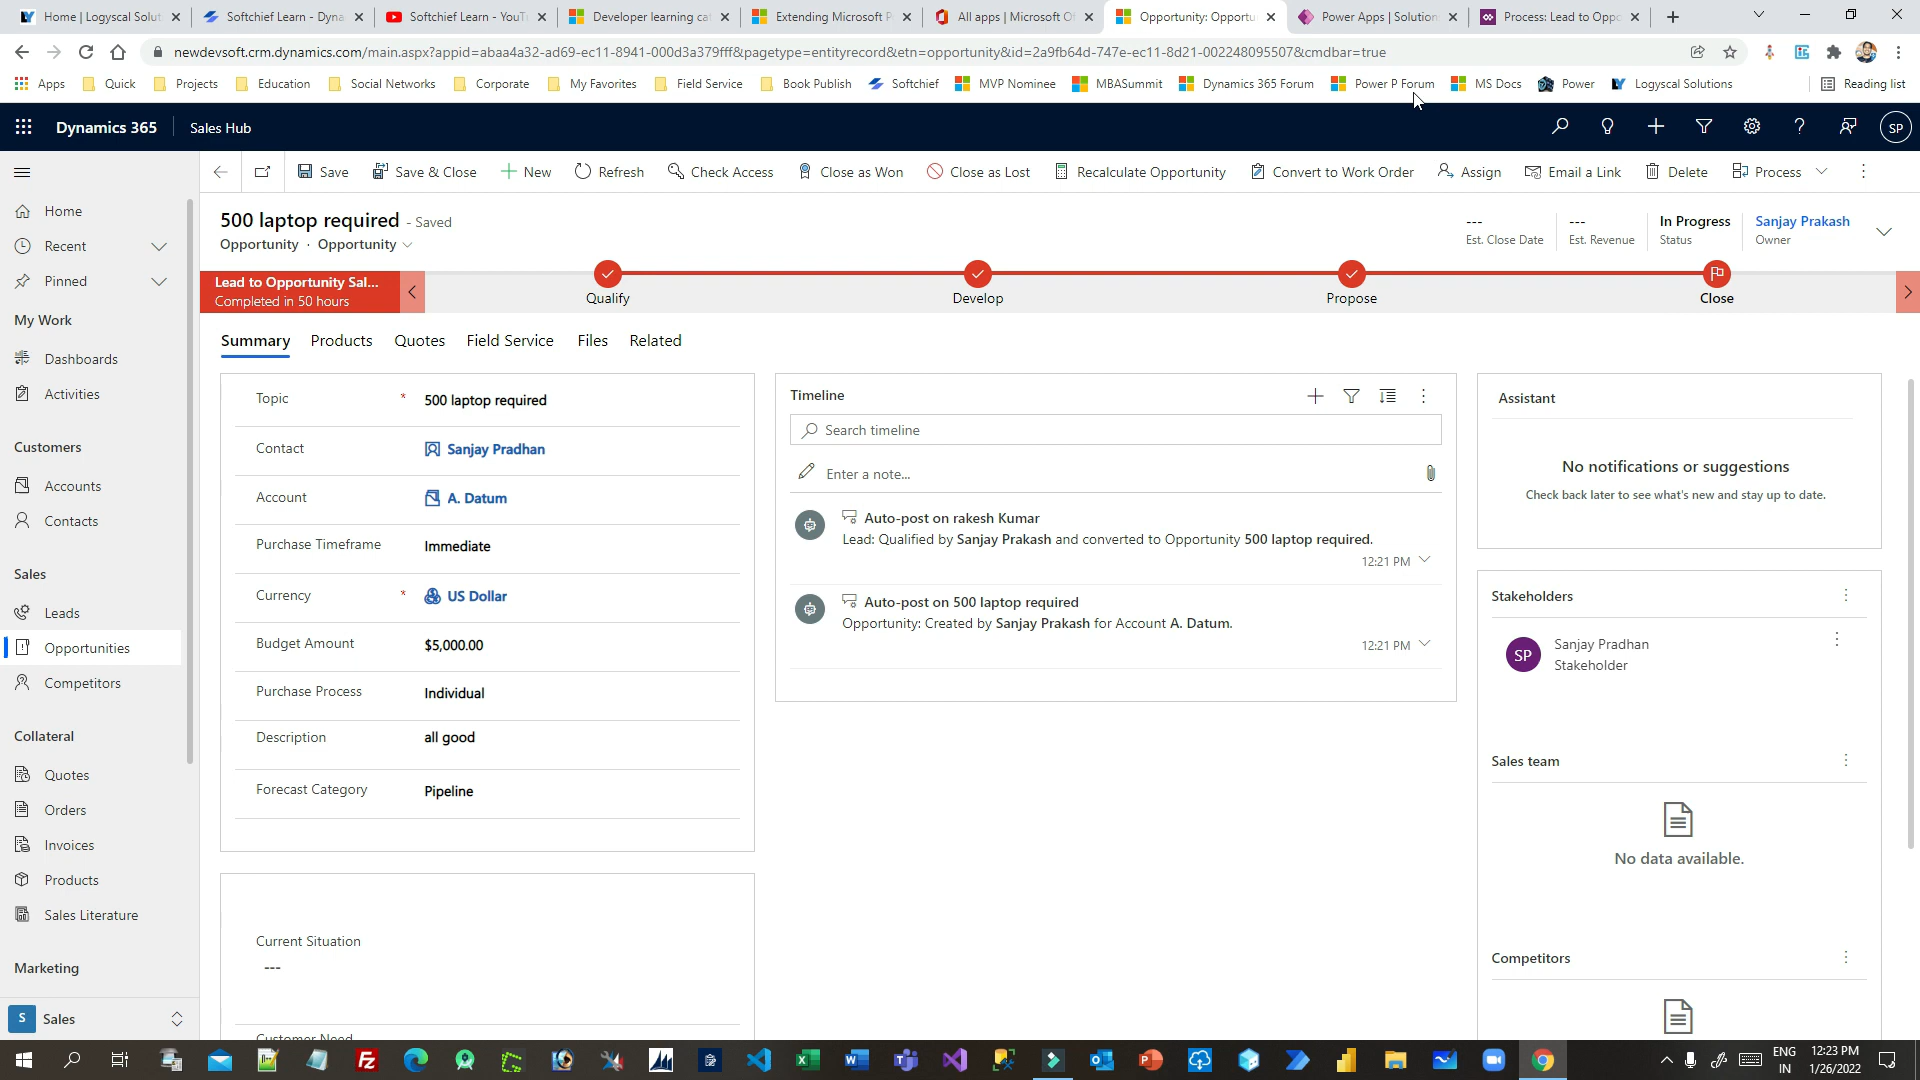 Home | Logyscal Solut
Softchief Learn - Dyna
Softchief Learn - YouT
Developer learning cat
Extending Microsoft P
All apps | Microsoft Of
Opportunity: Opportu
Power Apps | Solution
Process: Lead to Oppo
newdevsoft.crm.dynamics.com/main.aspx?appid=abaa4a32-ad69-ec11-8941-000d3a379fff&pagetype=entityrecord&etn=opportunity&id=2a9fb64d-747e-ec11-8d21-002248095507&cmdbar=true
Apps
Quick
Projects
Education
Social Networks
Corporate
My Favorites
Field Service
Book Publish
Softchief
MVP Nominee
MBASummit
Dynamics 365 Forum
Power P Forum
MS Docs
Power
Logyscal Solutions
Reading list
Dynamics 365
Sales Hub
SP
Save
Save & Close
New
Refresh
Check Access
Close as Won
Close as Lost
Recalculate Opportunity
Convert to Work Order
Assign
Email a Link
Delete
Process
Home
Recent
Pinned
My Work
Dashboards
Activities
Customers
Accounts
Contacts
Sales
Leads
Opportunities
Competitors
Collateral
Quotes
Orders
Invoices
Products
Sales Literature
Marketing
S
Sales
500 laptop required - Saved
Opportunity · Opportunity
---
Est. Close Date
---
Est. Revenue
In Progress
Status
Sanjay Prakash
Owner
Lead to Opportunity Sal...
Completed in 50 hours
Qualify
Develop
Propose
Close
Summary
Products
Quotes
Field Service
Files
Related
Topic * 500 laptop required
Contact Sanjay Pradhan
Account A. Datum
Purchase Timeframe Immediate
Currency * US Dollar
Budget Amount $5,000.00
Purchase Process Individual
Description all good
Forecast Category Pipeline
Current Situation
---
Customer Need
Timeline
Search timeline
Enter a note...
Auto-post on rakesh Kumar
Lead: Qualified by Sanjay Prakash and converted to Opportunity 500 laptop required.
12:21 PM
Auto-post on 500 laptop required
Opportunity: Created by Sanjay Prakash for Account A. Datum.
12:21 PM
Assistant
No notifications or suggestions
Check back later to see what's new and stay up to date.
Stakeholders
SP
Sanjay Pradhan
Stakeholder
Sales team
No data available.
Competitors
ENG
IN
12:23 PM
1/26/2022